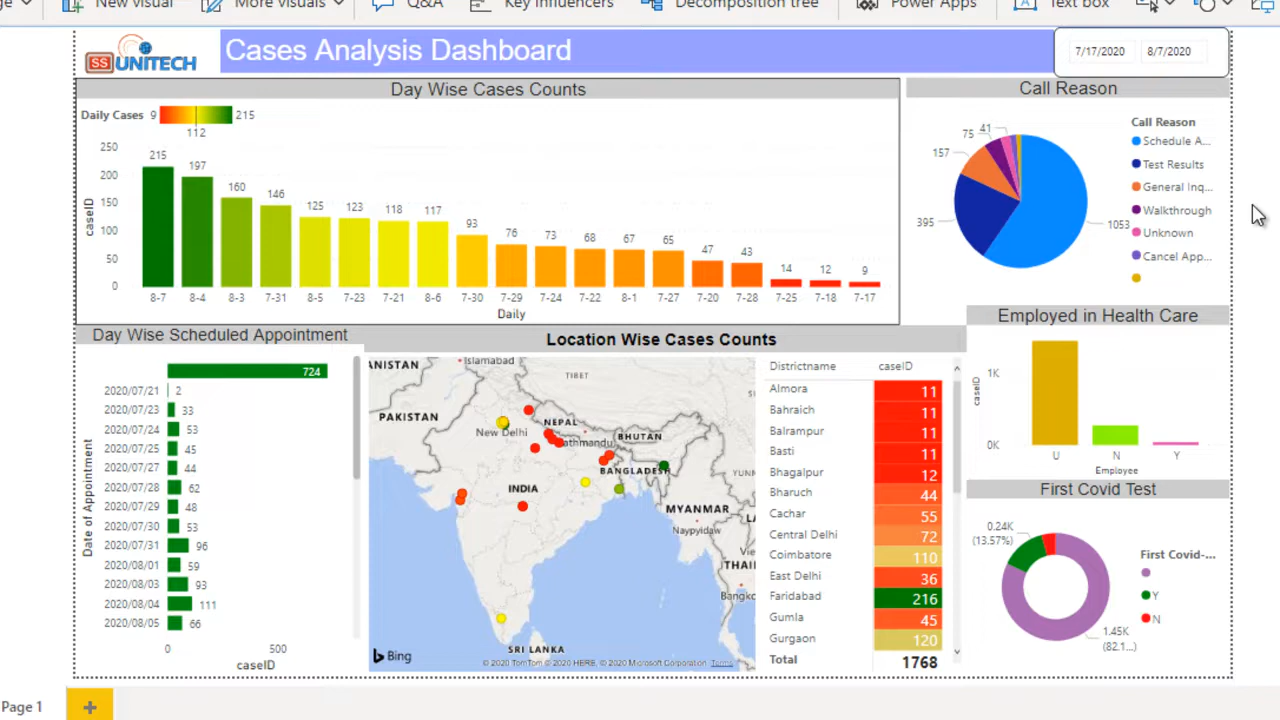 New visual
More visuals
Q&A
Key influencers
Decomposition tree
Power Apps
Text box
SS UNITECH
Cases Analysis Dashboard
7/17/2020 8/7/2020
Day Wise Cases Counts
Daily Cases 9 215
112
caseID
250
200
150
100
50
0
215 197 160 146 125 123 118 117 93 76 73 68 67 65 47 43 14 12 9
8-7 8-4 8-3 7-31 8-5 7-23 7-21 8-6 7-30 7-29 7-24 7-22 8-1 7-27 7-20 7-28 7-25 7-18 7-17
Daily
Call Reason
41
75
157
395
1053
Call Reason
Schedule A...
Test Results
General Inq...
Walkthrough
Unknown
Cancel App...
Day Wise Scheduled Appointment
Date of Appointment
724
2020/07/21 2
2020/07/23 33
2020/07/24 53
2020/07/25 45
2020/07/27 44
2020/07/28 62
2020/07/29 48
2020/07/30 53
2020/07/31 96
2020/08/01 59
2020/08/03 93
2020/08/04 111
2020/08/05 66
0 500
caseID
Location Wise Cases Counts
Islamabad
TIBET
PAKISTAN
New Delhi
NEPAL
BHUTAN
BANGLADESH
INDIA
MYANMAR
Naypyidaw
SRI LANKA
Bing
© 2020 TomTom © 2020 HERE, © 2020 Microsoft Corporation Terms
Districtname caseID
Almora 11
Bahraich 11
Balrampur 11
Basti 11
Bhagalpur 12
Bharuch 44
Cachar 55
Central Delhi 72
Coimbatore 110
East Delhi 36
Faridabad 216
Gumla 45
Gurgaon 120
Total 1768
Employed in Health Care
caseID
1K
0K
U N Y
Employee
First Covid Test
0.24K
(13.57%)
1.45K
(82.1...)
First Covid-...
Y
N
Page 1